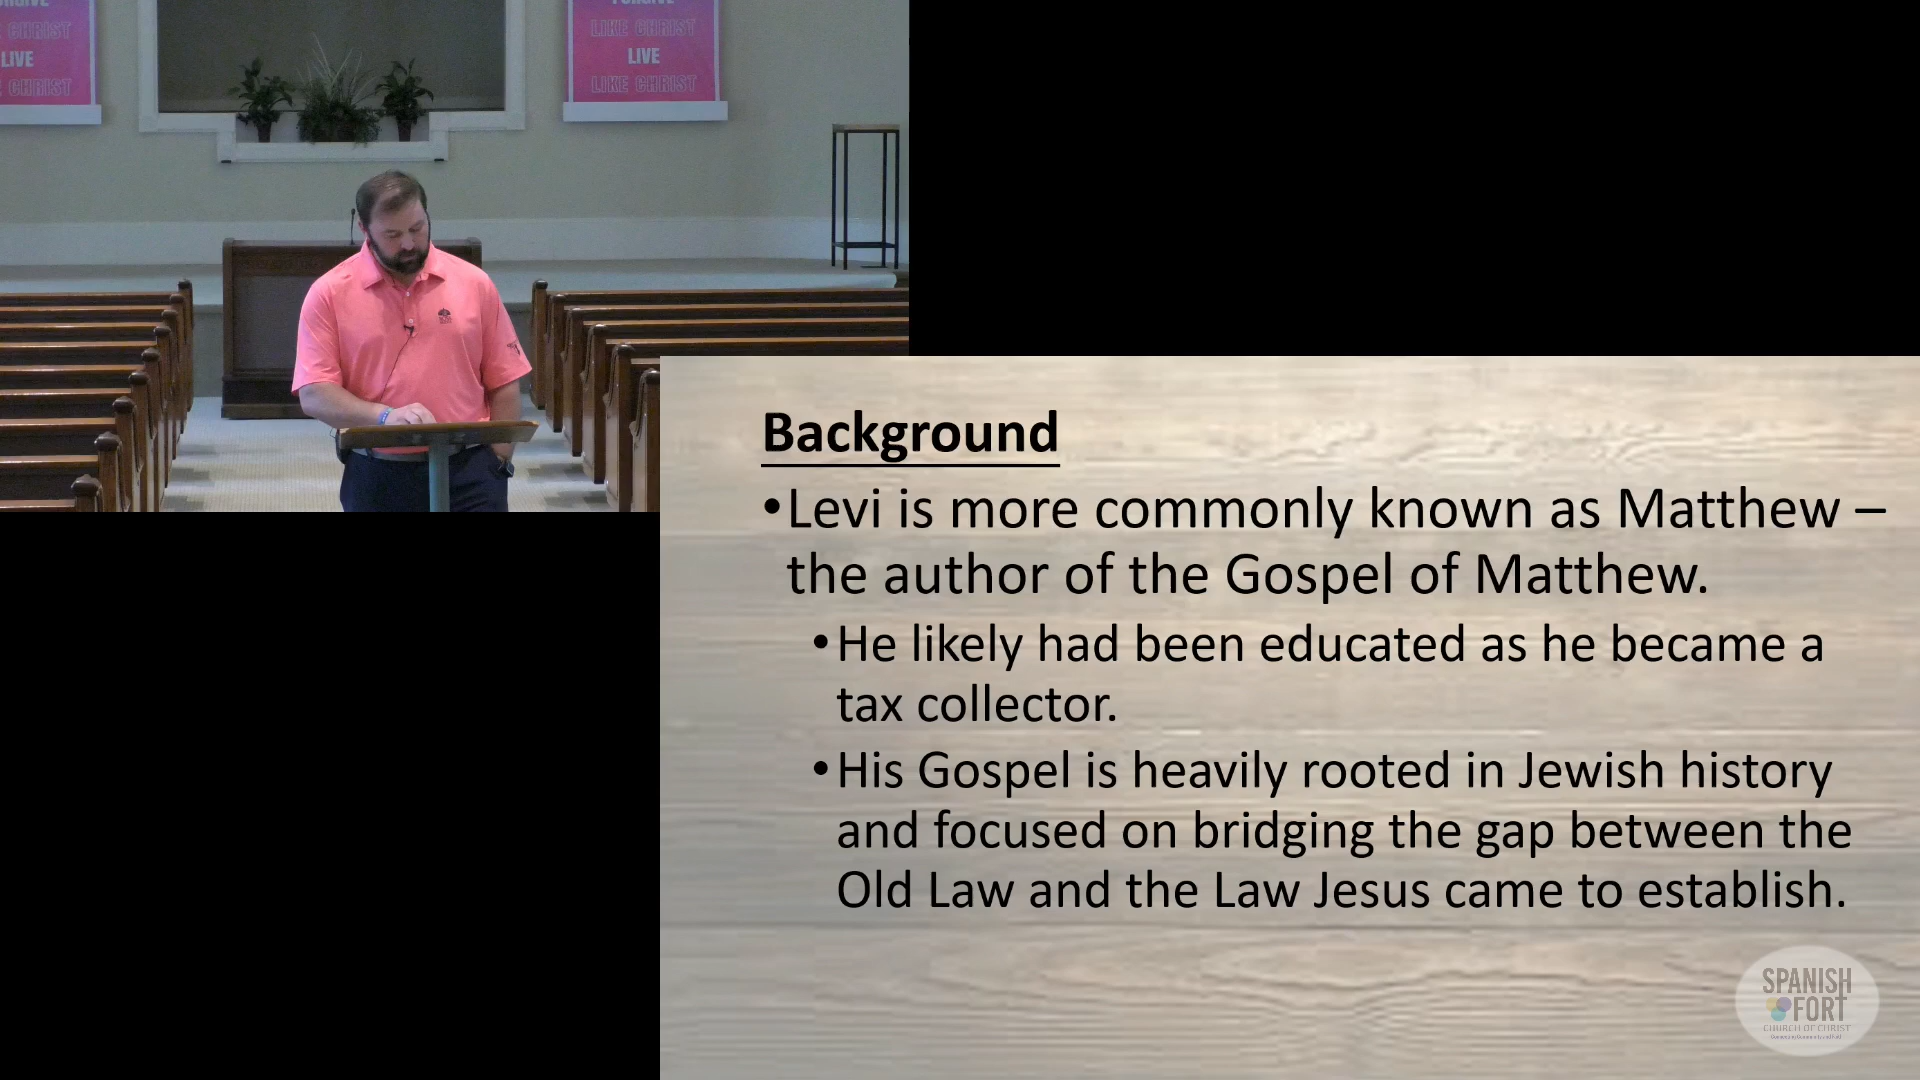 FORGIVE
LIKE CHRIST
LIVE
LIKE CHRIST
CHRIST
LIVE
CHRIST
Background
•Levi is more commonly known as Matthew –
the author of the Gospel of Matthew.
•He likely had been educated as he became a
tax collector.
•His Gospel is heavily rooted in Jewish history
and focused on bridging the gap between the
Old Law and the Law Jesus came to establish.
SPANISH
FORT
CHURCH OF CHRIST